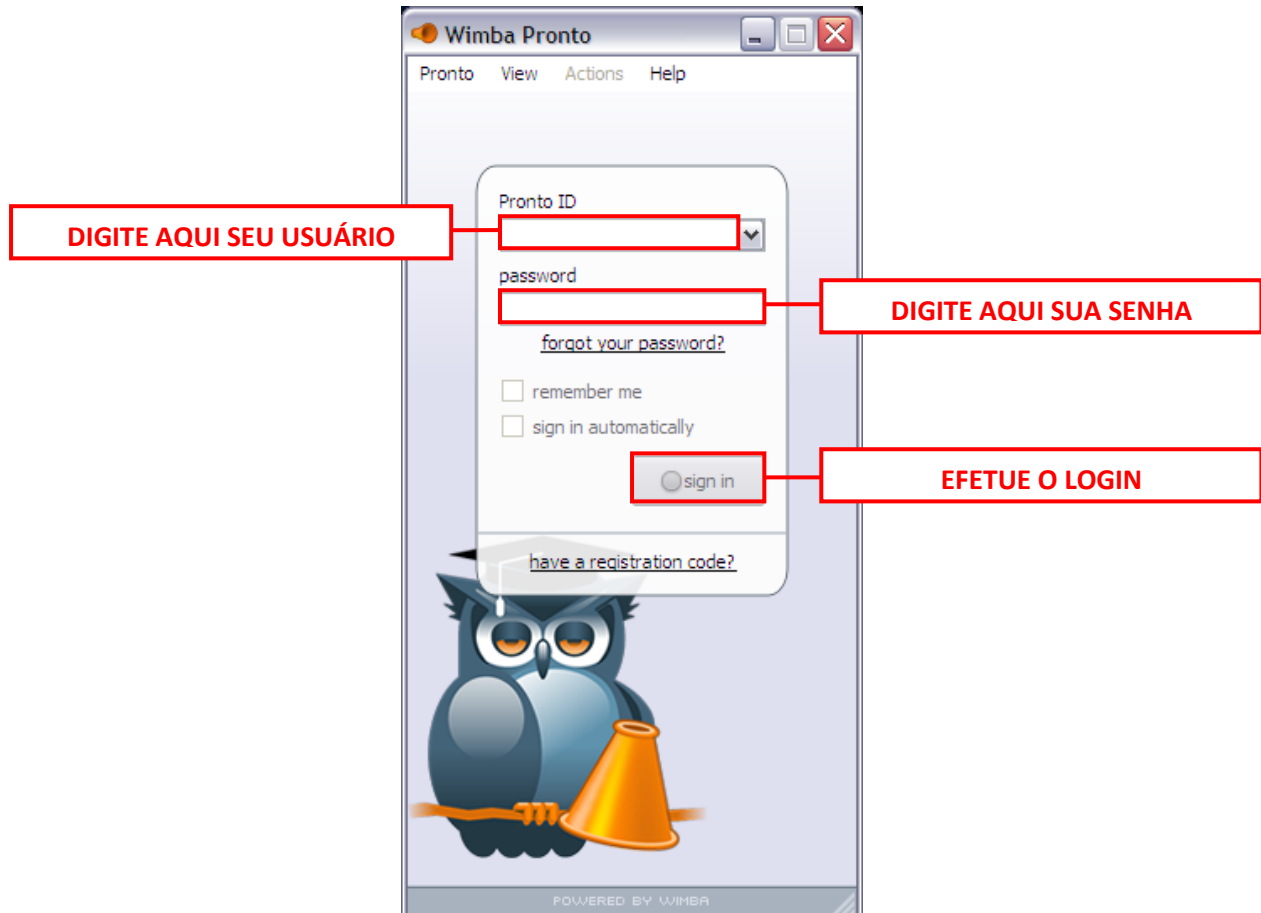 Wimba Pronto
Pronto View Actions Help
Pronto ID
DIGITE AQUI SEU USUÁRIO
password
DIGITE AQUI SUA SENHA
forgot your password?
remember me
sign in automatically
sign in
EFETUE O LOGIN
have a registration code?
POWERED BY WIMBA